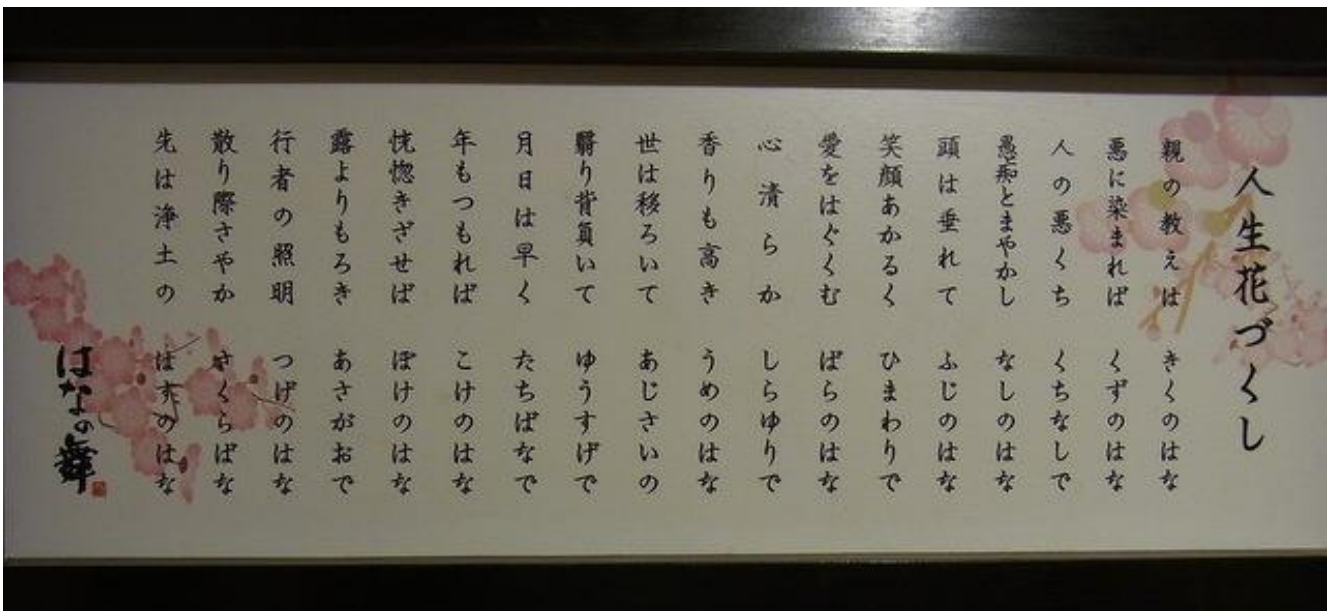 人生花づくし
親の教えは きくのはな
悪に染まれば くずのはな
人の悪くち くちなしで
愚痴とまやかし なしのはな
頭は垂れて ふじのはな
笑顔あかるく ひまわりで
愛をはぐくむ ばらのはな
心清らか しらゆりで
香りも高き うめのはな
世は移ろいて あじさいの
翳り背負いて ゆうすげで
月日は早く たちばなで
年もつもれば こけのはな
恍惚きざせば ぼけのはな
露よりもろき あさがおで
行者の照明 つげのはな
散り際さやか さくらばな
先は浄土の はすのはな
はなの舞